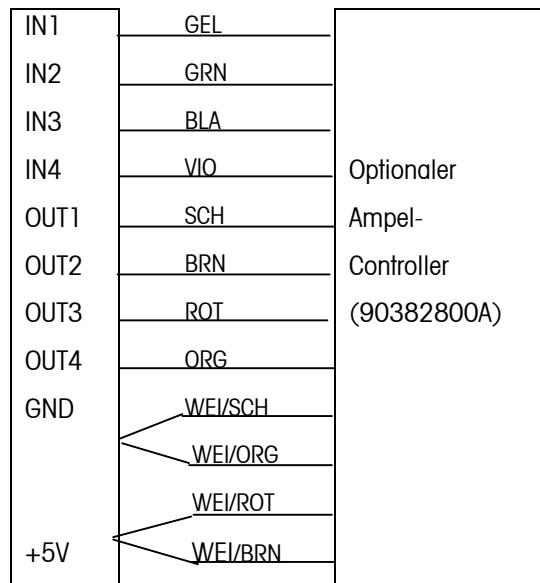 IN1 GEL
IN2 GRN
IN3 BLA
IN4 VIO Optionaler
OUT1 SCH Ampel-
OUT2 BRN Controller
OUT3 ROT (90382800A)
OUT4 ORG
GND WEI/SCH
WEI/ORG
WEI/ROT
+5V WEI/BRN